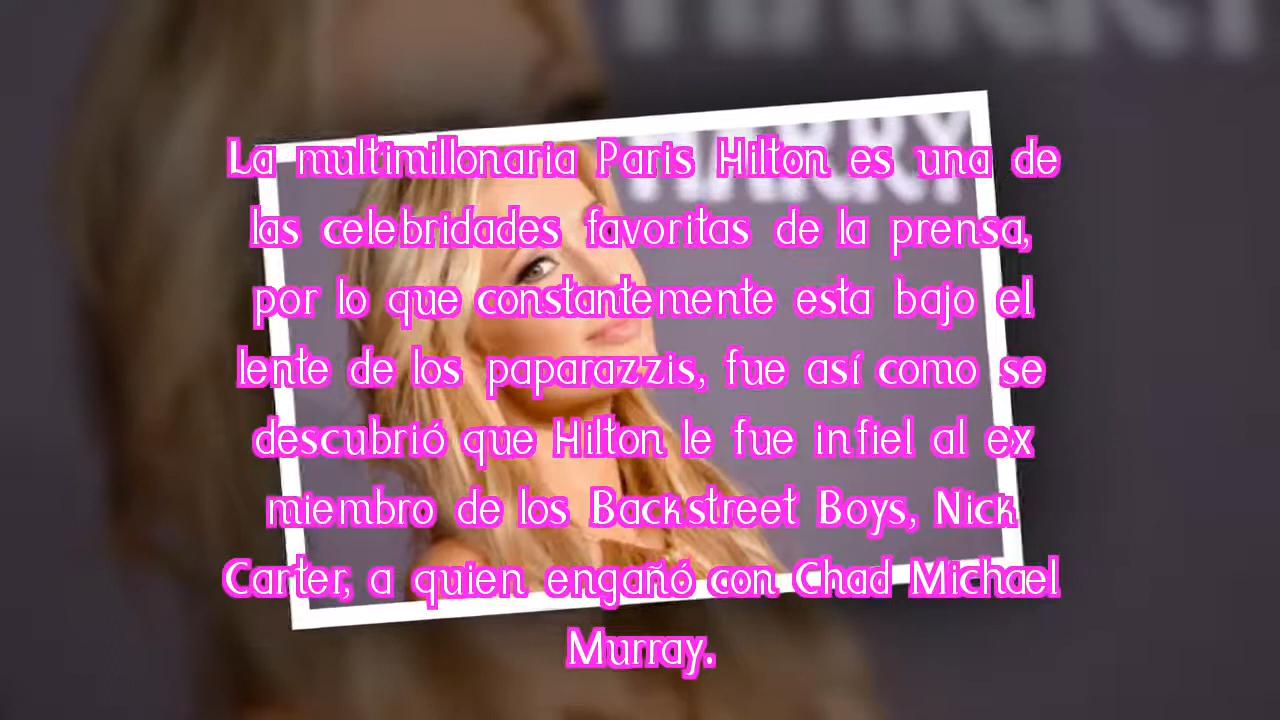 La multimillonaria Paris Hilton es una de
las celebridades favoritas de la prensa,
por lo que constantemente esta bajo el
lente de los paparazzis, fue así como se
descubrió que Hilton le fue infiel al ex
miembro de los Backstreet Boys, Nick
Carter, a quien engañó con Chad Michael
Murray.